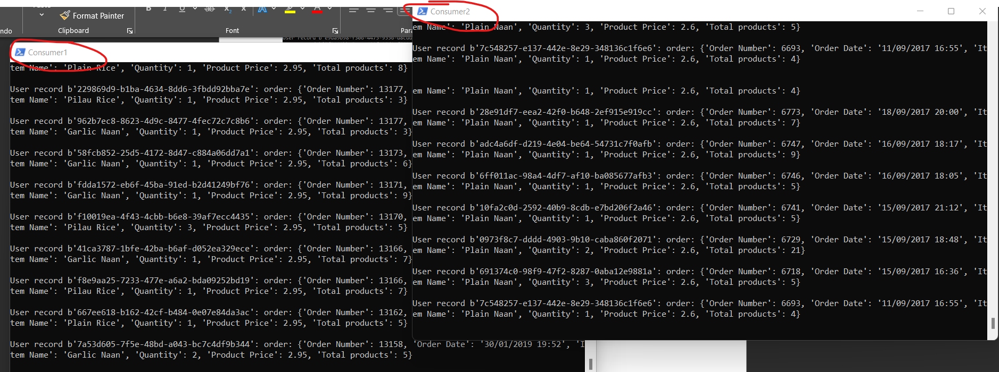 Format Painter
ndo
Clipboard
Font
Para
B I U ab X₂ X A A
Consumer1
tem Name': 'Plain Rice', 'Quantity': 1, 'Product Price': 2.95, 'Total products': 8}
User record b'229869d9-b1ba-4634-8dd6-3fbdd92bba7e': order: {'Order Number': 13177,
tem Name': 'Pilau Rice', 'Quantity': 1, 'Product Price': 2.95, 'Total products': 3}
User record b'962b7ec8-8623-4d9c-8477-4fec72c7c8b6': order: {'Order Number': 13177,
tem Name': 'Garlic Naan', 'Quantity': 1, 'Product Price': 2.95, 'Total products': 3}
User record b'58fcb852-25d5-4172-8d47-c884a06dd7a1': order: {'Order Number': 13173,
tem Name': 'Garlic Naan', 'Quantity': 1, 'Product Price': 2.95, 'Total products': 6}
User record b'fdda1572-eb6f-45ba-91ed-b2d41249bf76': order: {'Order Number': 13171,
tem Name': 'Garlic Naan', 'Quantity': 1, 'Product Price': 2.95, 'Total products': 9}
User record b'f10019ea-4f43-4cbb-b6e8-39af7ecc4435': order: {'Order Number': 13170,
tem Name': 'Pilau Rice', 'Quantity': 3, 'Product Price': 2.95, 'Total products': 5}
User record b'41ca3787-1bfe-42ba-b6af-d052ea329ece': order: {'Order Number': 13166,
tem Name': 'Garlic Naan', 'Quantity': 1, 'Product Price': 2.95, 'Total products': 7}
User record b'f8e9aa25-7233-477e-a6a2-bda09252bd19': order: {'Order Number': 13166,
tem Name': 'Pilau Rice', 'Quantity': 1, 'Product Price': 2.95, 'Total products': 7}
User record b'667ee618-b162-42cf-b484-0e07e84da3ac': order: {'Order Number': 13162,
tem Name': 'Plain Rice', 'Quantity': 1, 'Product Price': 2.95, 'Total products': 5}
User record b'7a53d605-7f5e-48bd-a043-bc7c4df9b344': order: {'Order Number': 13158, 'Order Date': '30/01/2019 19:52', 'I
tem Name': 'Garlic Naan', 'Quantity': 2, 'Product Price': 2.95, 'Total products': 5}
Consumer2
em Name': 'Plain Naan', 'Quantity': 3, 'Product Price': 2.6, 'Total products': 5}
User record b'7c548257-e137-442e-8e29-348136c1f6e6': order: {'Order Number': 6693, 'Order Date': '11/09/2017 16:55', 'It
em Name': 'Plain Naan', 'Quantity': 1, 'Product Price': 2.6, 'Total products': 4}
em Name': 'Plain Naan', 'Quantity': 1, 'Product Price': 2.6, 'Total products': 4}
User record b'28e91df7-eea2-42f0-b648-2ef915e919cc': order: {'Order Number': 6773, 'Order Date': '18/09/2017 20:00', 'It
em Name': 'Plain Naan', 'Quantity': 1, 'Product Price': 2.6, 'Total products': 7}
User record b'adc4a6df-d219-4e04-be64-54731c7f0afb': order: {'Order Number': 6747, 'Order Date': '16/09/2017 18:17', 'It
em Name': 'Plain Naan', 'Quantity': 1, 'Product Price': 2.6, 'Total products': 9}
User record b'6ff011ac-98a4-4df7-af10-ba085677afb3': order: {'Order Number': 6746, 'Order Date': '16/09/2017 18:05', 'It
em Name': 'Plain Naan', 'Quantity': 1, 'Product Price': 2.6, 'Total products': 5}
User record b'10fa2c0d-2592-40b9-8cdb-e7bd206f2a46': order: {'Order Number': 6741, 'Order Date': '15/09/2017 21:12', 'It
em Name': 'Plain Naan', 'Quantity': 1, 'Product Price': 2.6, 'Total products': 5}
User record b'0973f8c7-dddd-4903-9b10-caba860f2071': order: {'Order Number': 6729, 'Order Date': '15/09/2017 18:48', 'It
em Name': 'Plain Naan', 'Quantity': 2, 'Product Price': 2.6, 'Total products': 21}
User record b'691374c0-98f9-47f2-8287-0aba12e9881a': order: {'Order Number': 6718, 'Order Date': '15/09/2017 16:36', 'It
em Name': 'Plain Naan', 'Quantity': 3, 'Product Price': 2.6, 'Total products': 5}
User record b'7c548257-e137-442e-8e29-348136c1f6e6': order: {'Order Number': 6693, 'Order Date': '11/09/2017 16:55', 'It
em Name': 'Plain Naan', 'Quantity': 1, 'Product Price': 2.6, 'Total products': 4}